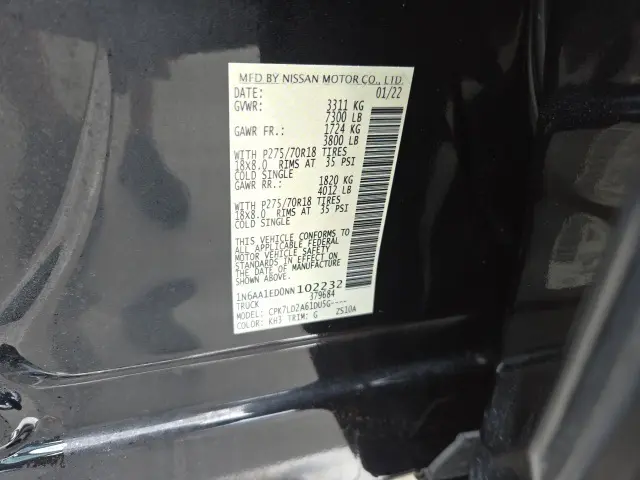 MFD BY NISSAN MOTOR CO., LTD.
DATE: 01/22
GVWR: 3311 KG
7300 LB
GAWR FR.: 1724 KG
3800 LB
WITH P275/70R18 TIRES
18X8.0 RIMS AT 35 PSI
COLD SINGLE
GAWR RR.: 1820 KG
4012 LB
WITH P275/70R18 TIRES
18X8.0 RIMS AT 35 PSI
COLD SINGLE
THIS VEHICLE CONFORMS TO
ALL APPLICABLE FEDERAL
MOTOR VEHICLE SAFETY
STANDARDS IN EFFECT ON
THE DATE OF MANUFACTURE
SHOWN ABOVE.
1N6AA1ED0NN102232
379684
TRUCK
MODEL: CPK7LD2A61DU5G----
COLOR: KH3 TRIM: G ZS10A